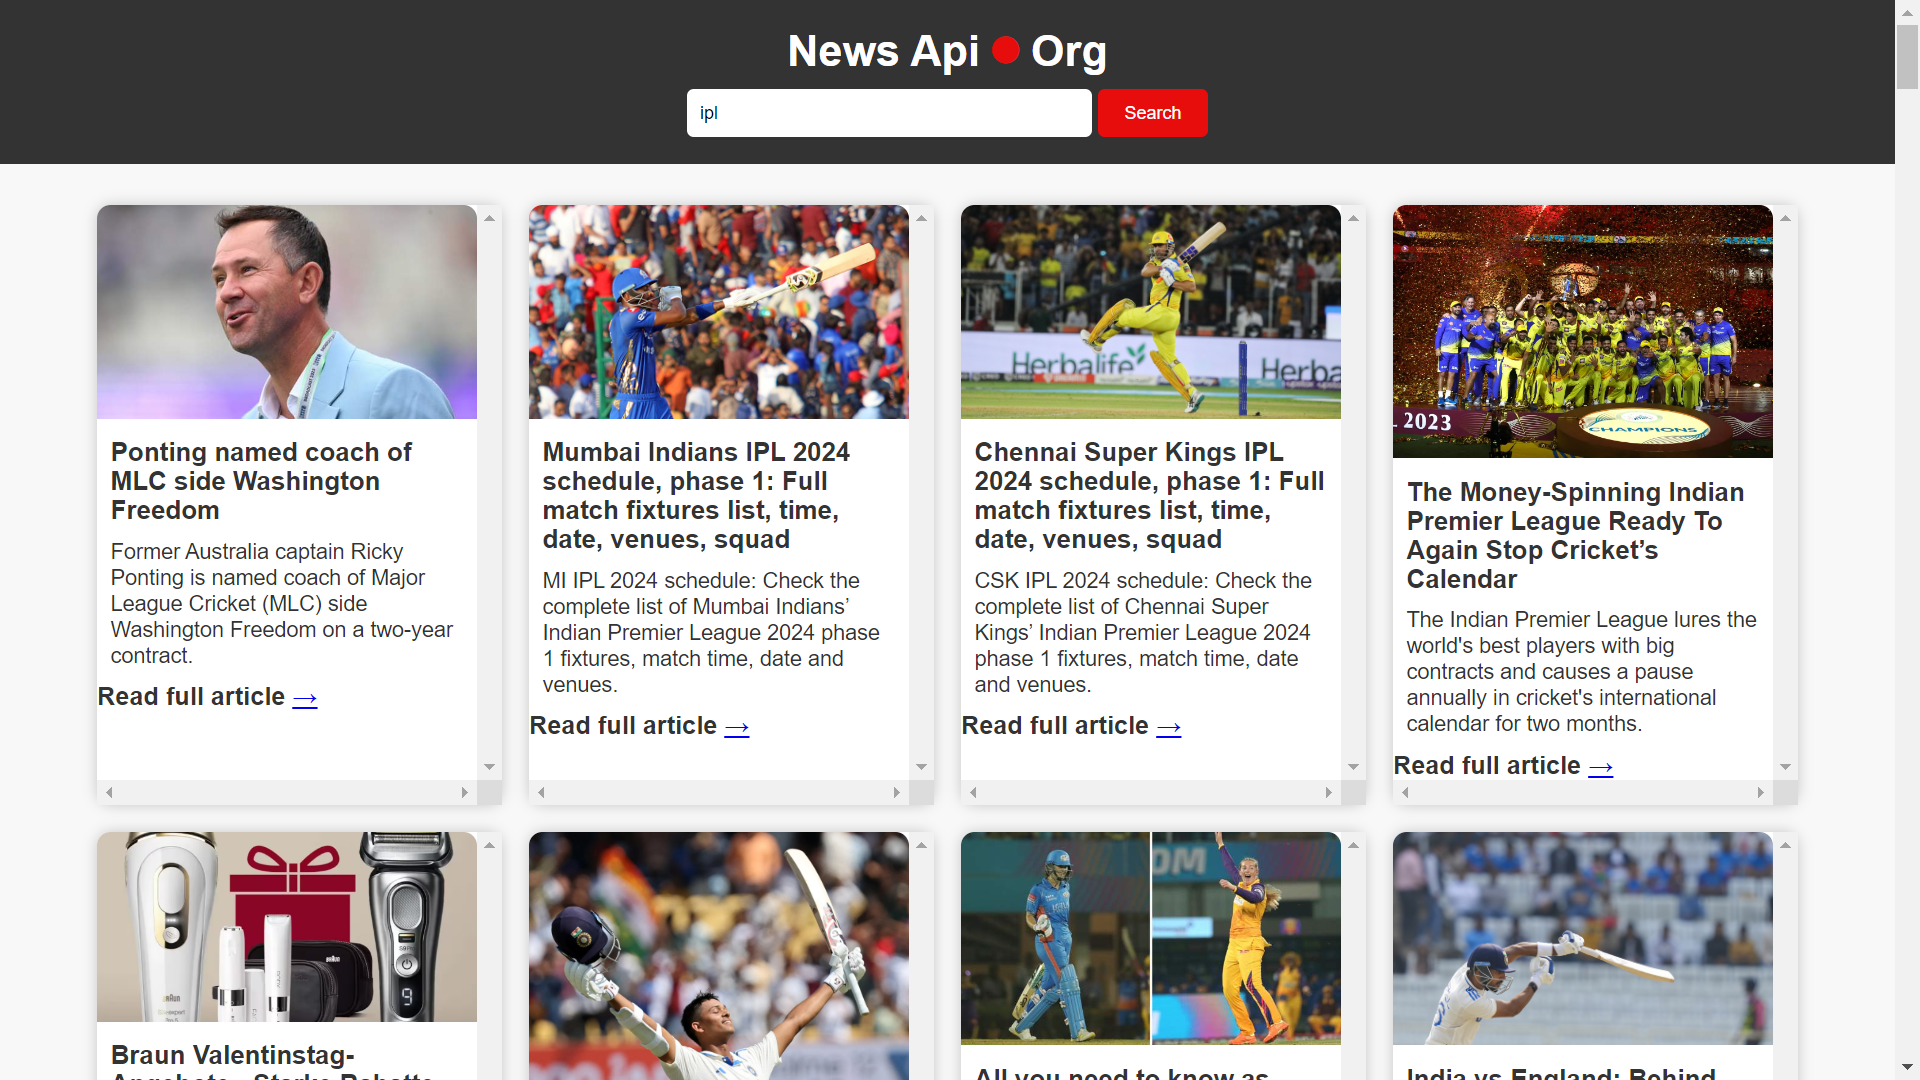 News Api Org
ipl
Search
Herbalife
Herba
L 2023
CHAMPIONS
Ponting named coach of
MLC side Washington
Freedom
Former Australia captain Ricky
Ponting is named coach of Major
League Cricket (MLC) side
Washington Freedom on a two-year
contract.
Read full article →
Mumbai Indians IPL 2024
schedule, phase 1: Full
match fixtures list, time,
date, venues, squad
MI IPL 2024 schedule: Check the
complete list of Mumbai Indians’
Indian Premier League 2024 phase
1 fixtures, match time, date and
venues.
Read full article →
Chennai Super Kings IPL
2024 schedule, phase 1: Full
match fixtures list, time,
date, venues, squad
CSK IPL 2024 schedule: Check the
complete list of Chennai Super
Kings’ Indian Premier League 2024
phase 1 fixtures, match time, date
and venues.
Read full article →
The Money-Spinning Indian
Premier League Ready To
Again Stop Cricket’s
Calendar
The Indian Premier League lures the
world's best players with big
contracts and causes a pause
annually in cricket's international
calendar for two months.
Read full article →
BRAUN
9
DM
Braun Valentinstag-
Angebote - Starke Rabatte
All you need to know as
India vs England: Behind